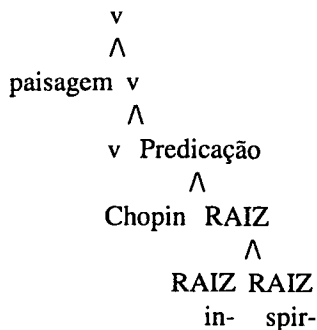 v
Λ
paisagem v
Λ
v Predicação
Λ
Chopin RAIZ
Λ
RAIZ RAIZ
in- spir-